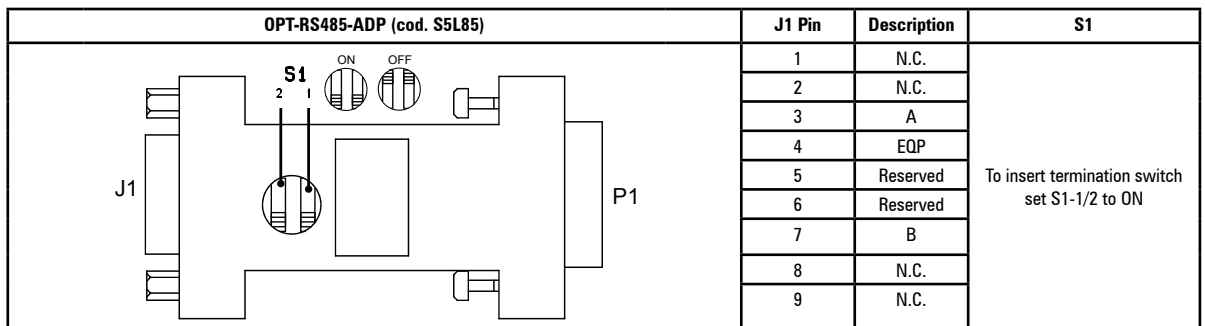 OPT-RS485-ADP (cod. S5L85)
J1 Pin Description S1
ON OFF
S1
2 1
J1
P1
1 N.C.
2 N.C.
3 A
4 EQP
5 Reserved
6 Reserved
7 B
8 N.C.
9 N.C.
To insert termination switch
set S1-1/2 to ON